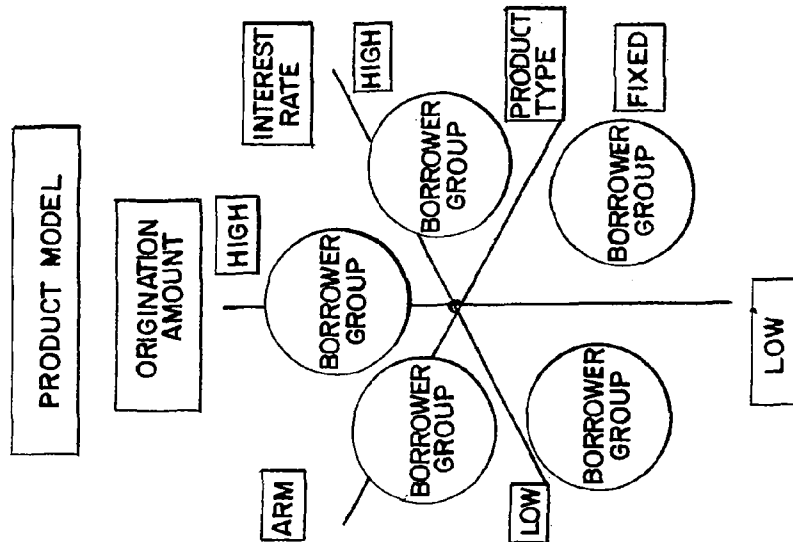 PRODUCT MODEL
ORIGINATION
AMOUNT
HIGH
INTEREST
RATE
HIGH
BORROWER
GROUP
BORROWER
GROUP
BORROWER
GROUP
ARM
PRODUCT
TYPE
FIXED
BORROWER
GROUP
BORROWER
GROUP
LOW
LOW